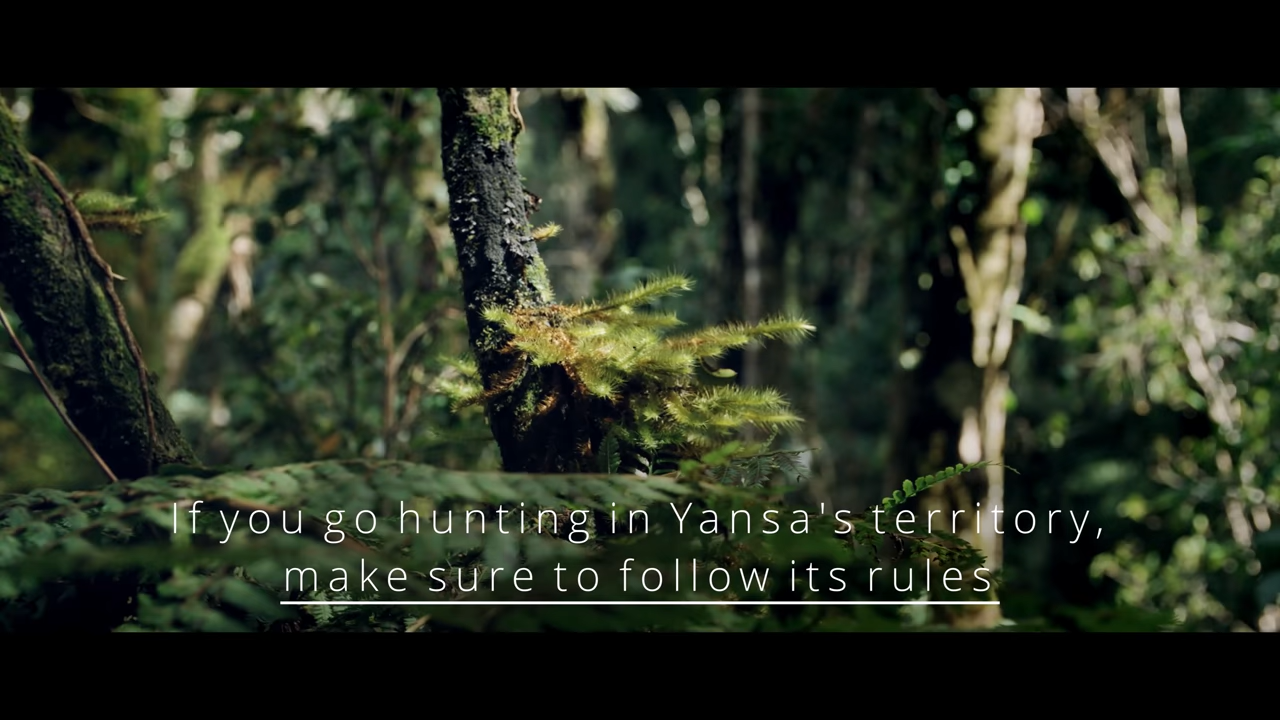 If you go hunting in Yansa's territory,
make sure to follow its rules